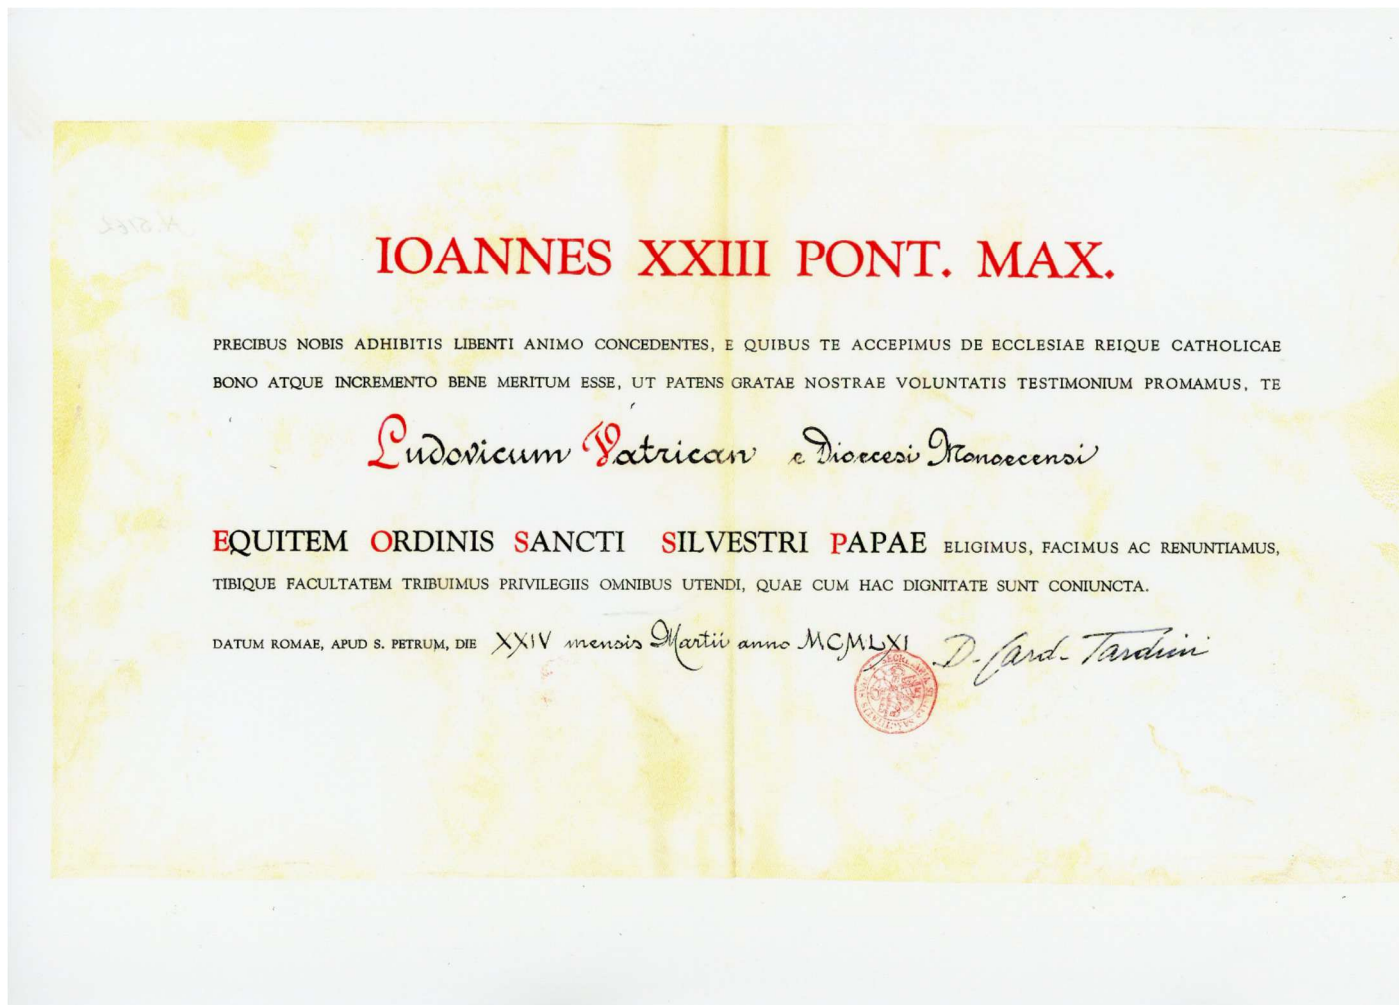 IOANNES XXIII PONT. MAX.
PRECIBUS NOBIS ADHIBITIS LIBENTI ANIMO CONCEDENTES, E QUIBUS TE ACCEPIMUS DE ECCLESIAE REIQUE CATHOLICAE
BONO ATQUE INCREMENTO BENE MERITUM ESSE, UT PATENS GRATAE NOSTRAE VOLUNTATIS TESTIMONIUM PROMAMUS, TE
Ludovicum Vatrican e Dioecesi Monoecensi
EQUITEM ORDINIS SANCTI SILVESTRI PAPAE ELIGIMUS, FACIMUS AC RENUNTIAMUS,
TIBIQUE FACULTATEM TRIBUIMUS PRIVILEGIIS OMNIBUS UTENDI, QUAE CUM HAC DIGNITATE SUNT CONIUNCTA.
DATUM ROMAE, APUD S. PETRUM, DIE XXIV mensis Martii anno MCMLXI D. Card. Tardini